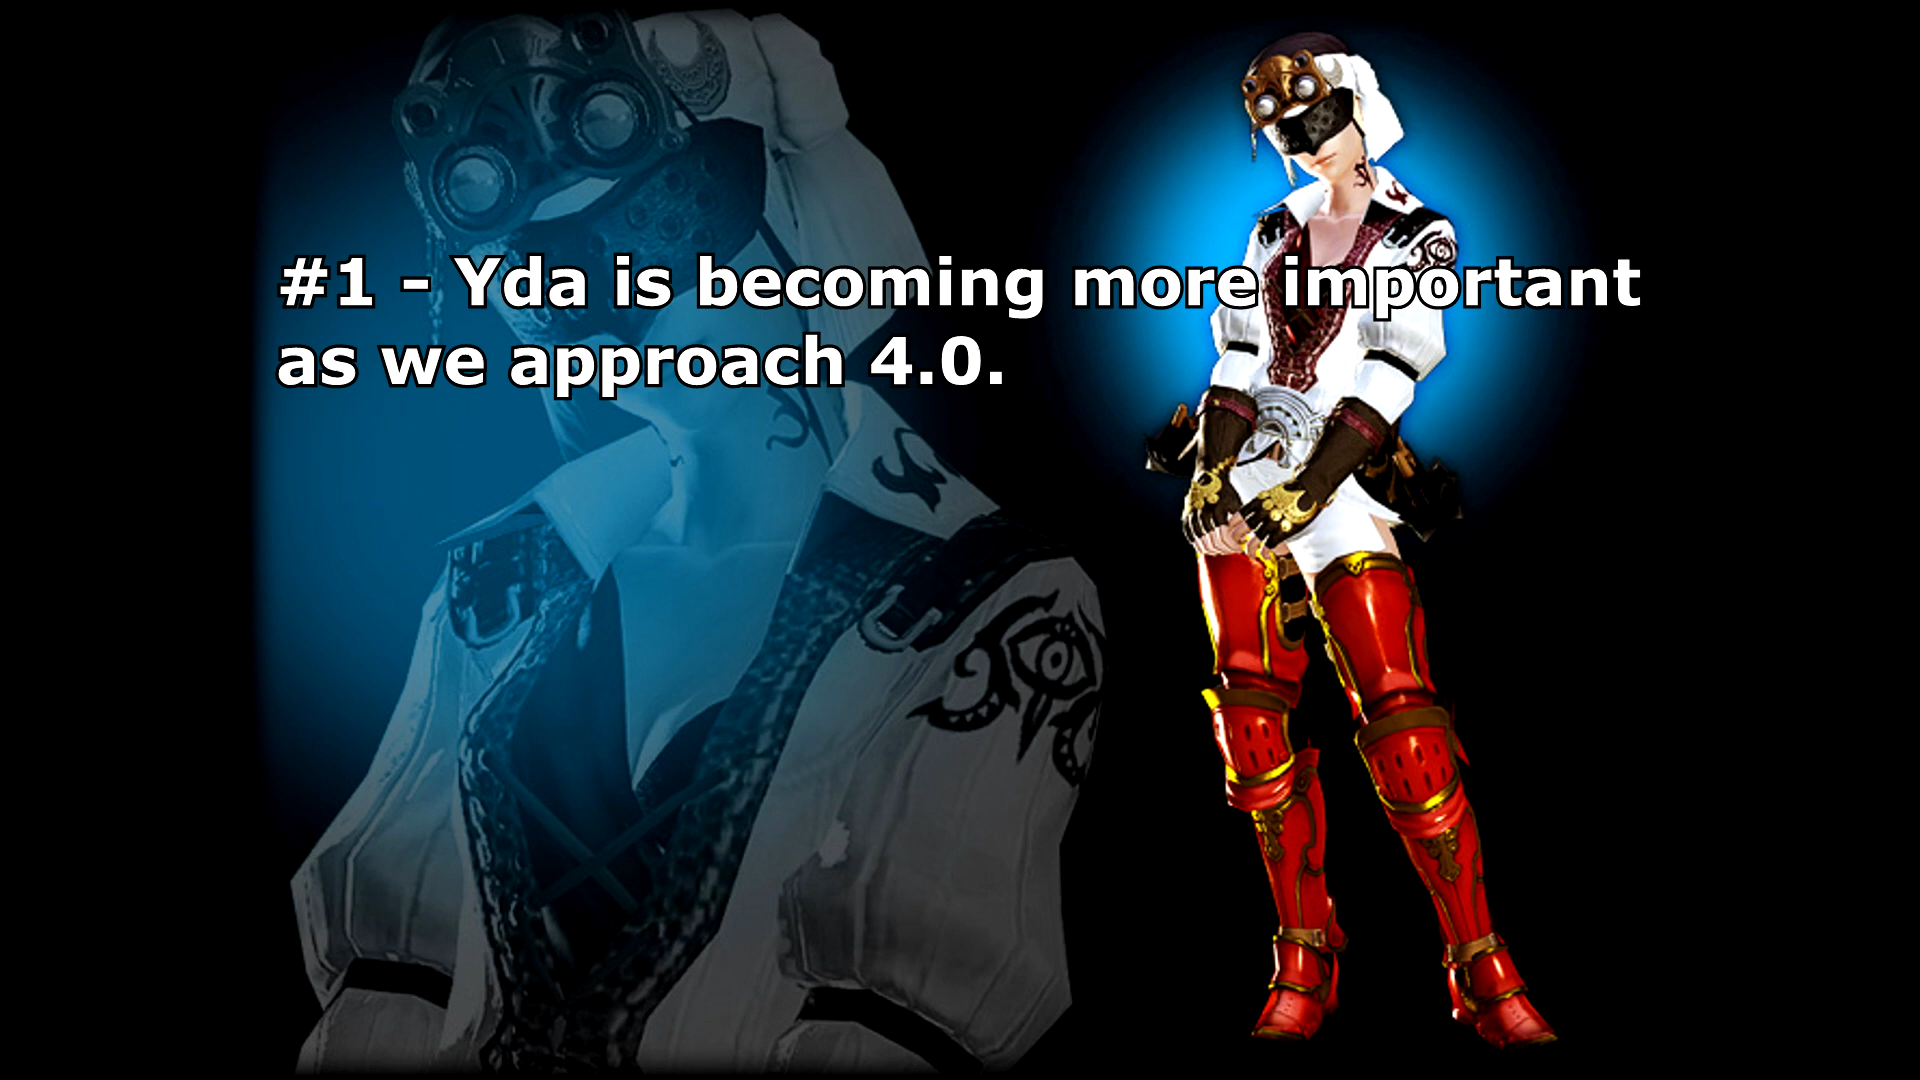 #1 - Yda is becoming more important
as we approach 4.0.